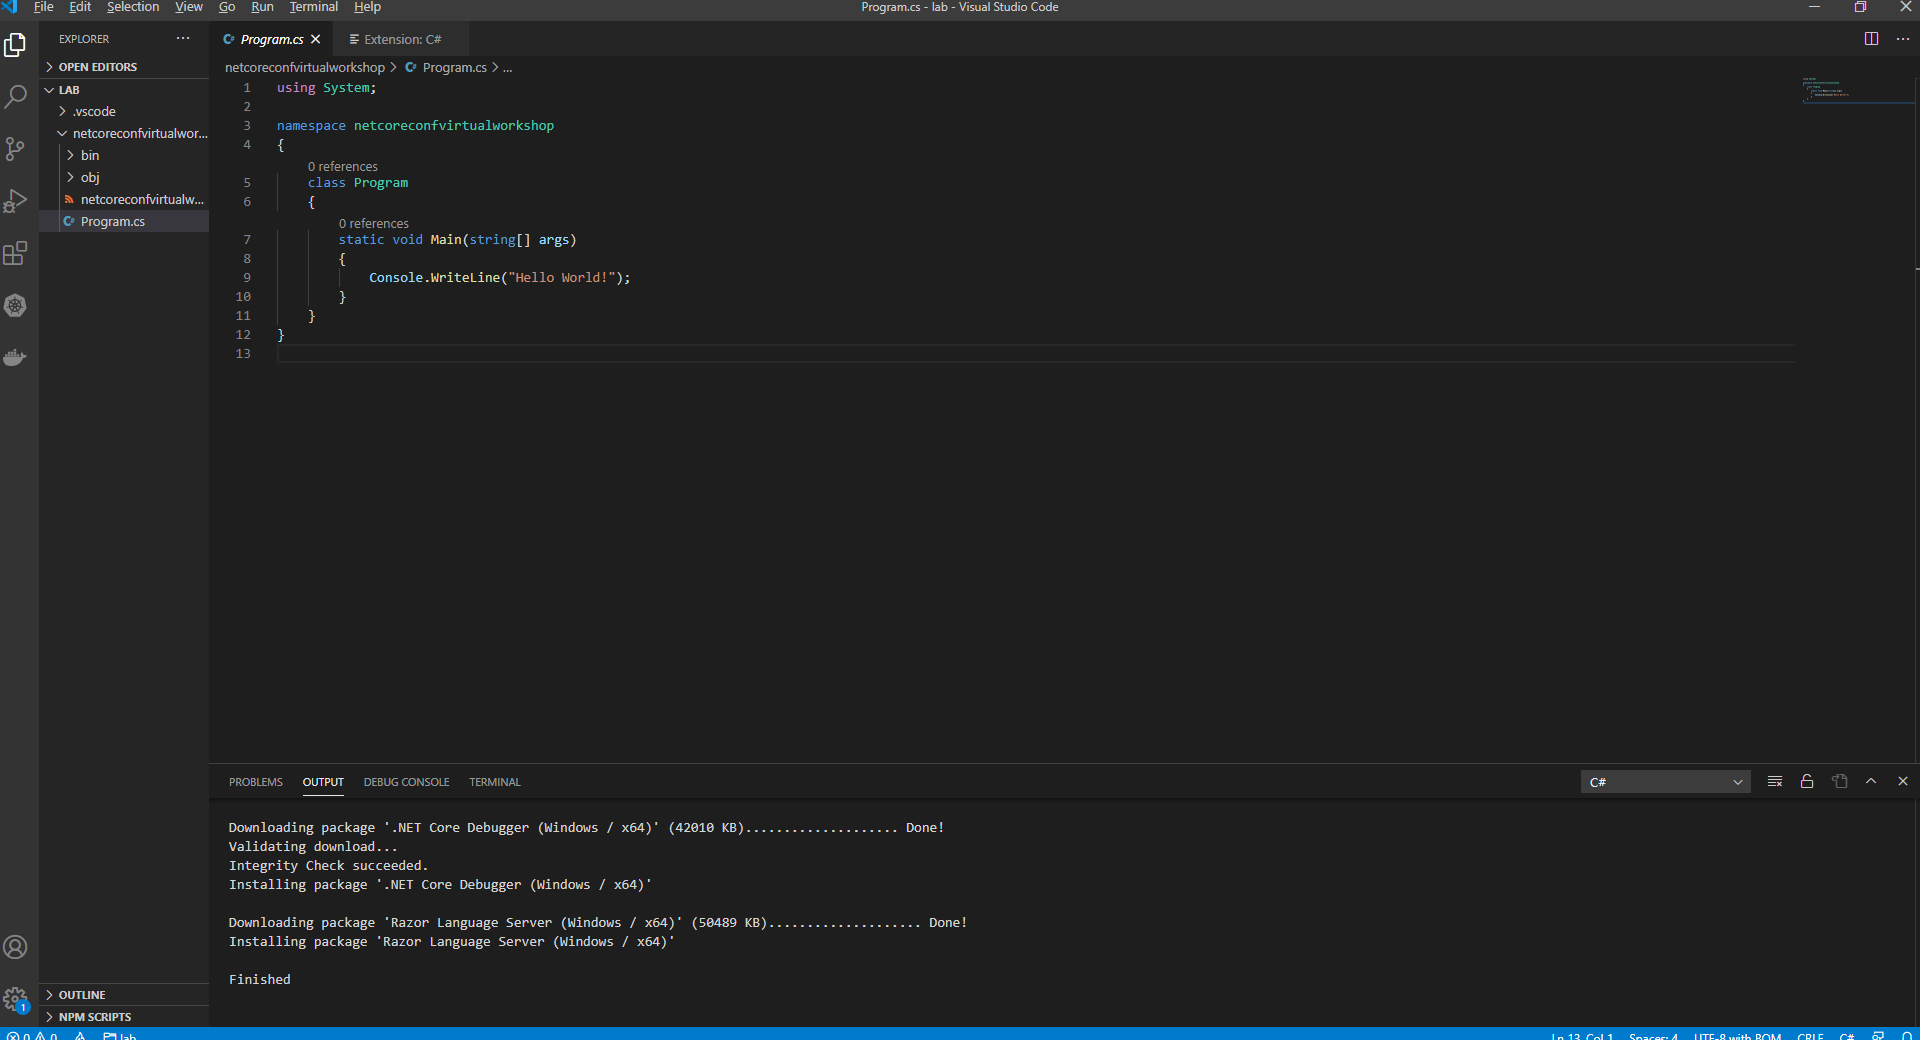 File Edit Selection View Go Run Terminal Help
Program.cs - lab - Visual Studio Code
EXPLORER
OPEN EDITORS
LAB
.vscode
netcoreconfvirtualwor...
bin
obj
netcoreconfvirtualw...
Program.cs
OUTLINE
NPM SCRIPTS
1
Program.cs
Extension: C#
netcoreconfvirtualworkshop > Program.cs > ...
1 using System;
2
3 namespace netcoreconfvirtualworkshop
4 {
0 references
5 class Program
6 {
0 references
7 static void Main(string[] args)
8 {
9 Console.WriteLine("Hello World!");
10 }
11 }
12 }
13
PROBLEMS OUTPUT DEBUG CONSOLE TERMINAL
C#
Downloading package '.NET Core Debugger (Windows / x64)' (42010 KB).................... Done!
Validating download...
Integrity Check succeeded.
Installing package '.NET Core Debugger (Windows / x64)'
Downloading package 'Razor Language Server (Windows / x64)' (50489 KB).................... Done!
Installing package 'Razor Language Server (Windows / x64)'
Finished
0 0 lab
Ln 13, Col 1 Spaces: 4 UTF-8 with BOM CRLF C#